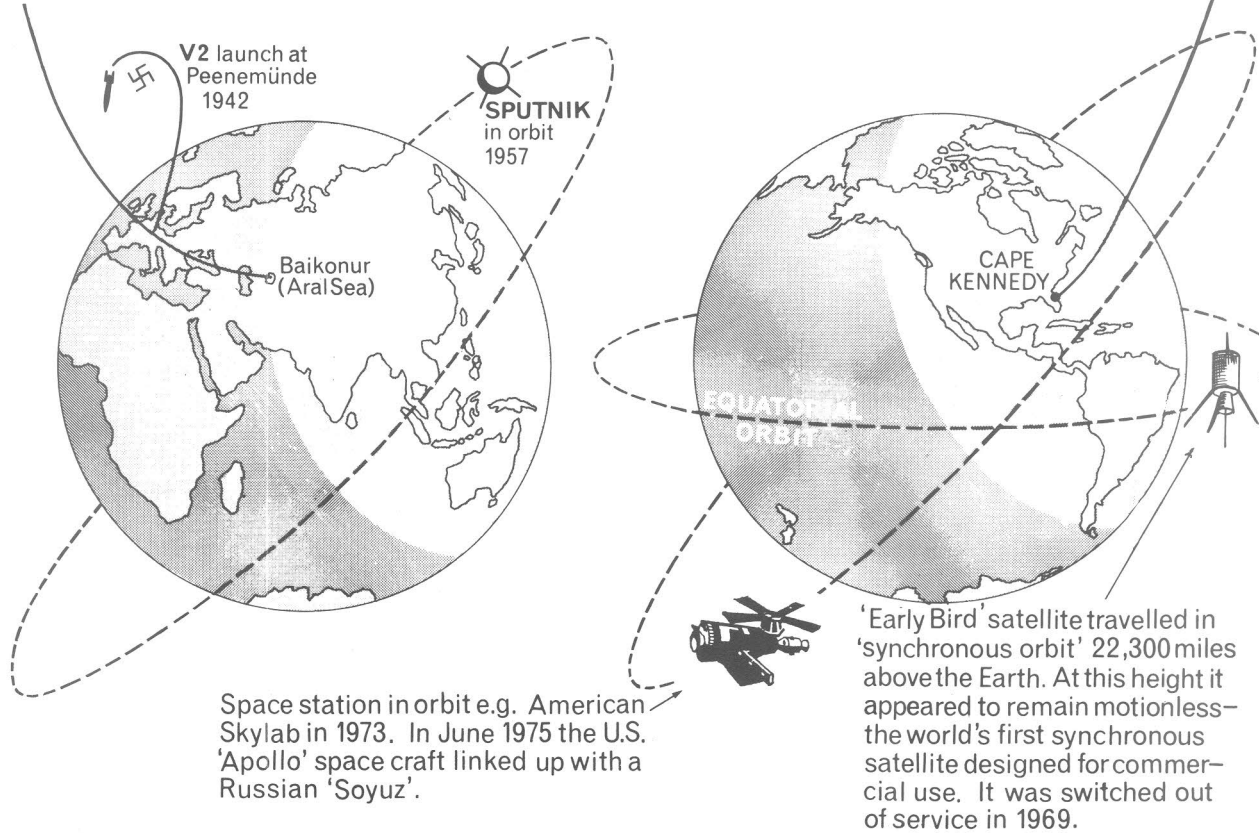 V2 launch at
Peenemünde
1942
SPUTNIK
in orbit
1957
Baikonur
(Aral Sea)
CAPE
KENNEDY
EQUATORIAL
ORBIT
Space station in orbit e.g. American
Skylab in 1973. In June 1975 the U.S.
'Apollo' space craft linked up with a
Russian 'Soyuz'.
'Early Bird' satellite travelled in
'synchronous orbit' 22,300 miles
above the Earth. At this height it
appeared to remain motionless–
the world's first synchronous
satellite designed for commer–
cial use. It was switched out
of service in 1969.